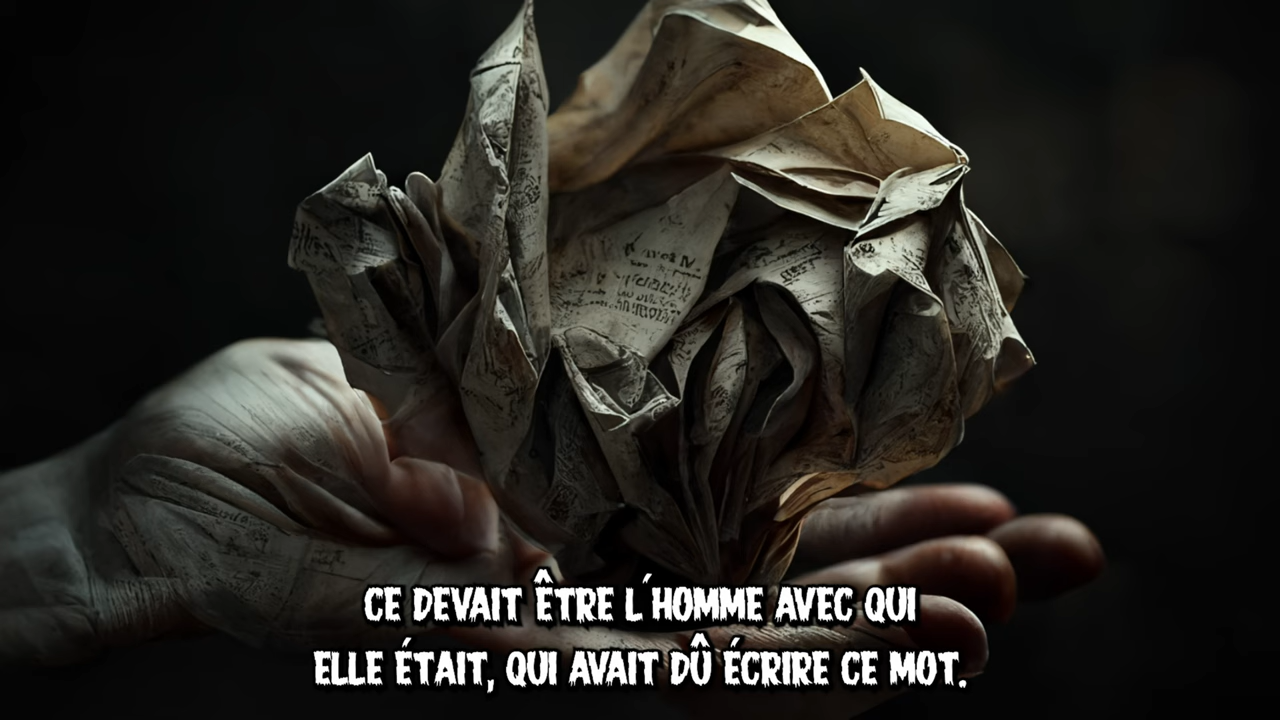 CE DEVAIT ÊTRE L'HOMME AVEC QUI
ELLE ÉTAIT, QUI AVAIT DÛ ÉCRIRE CE MOT.